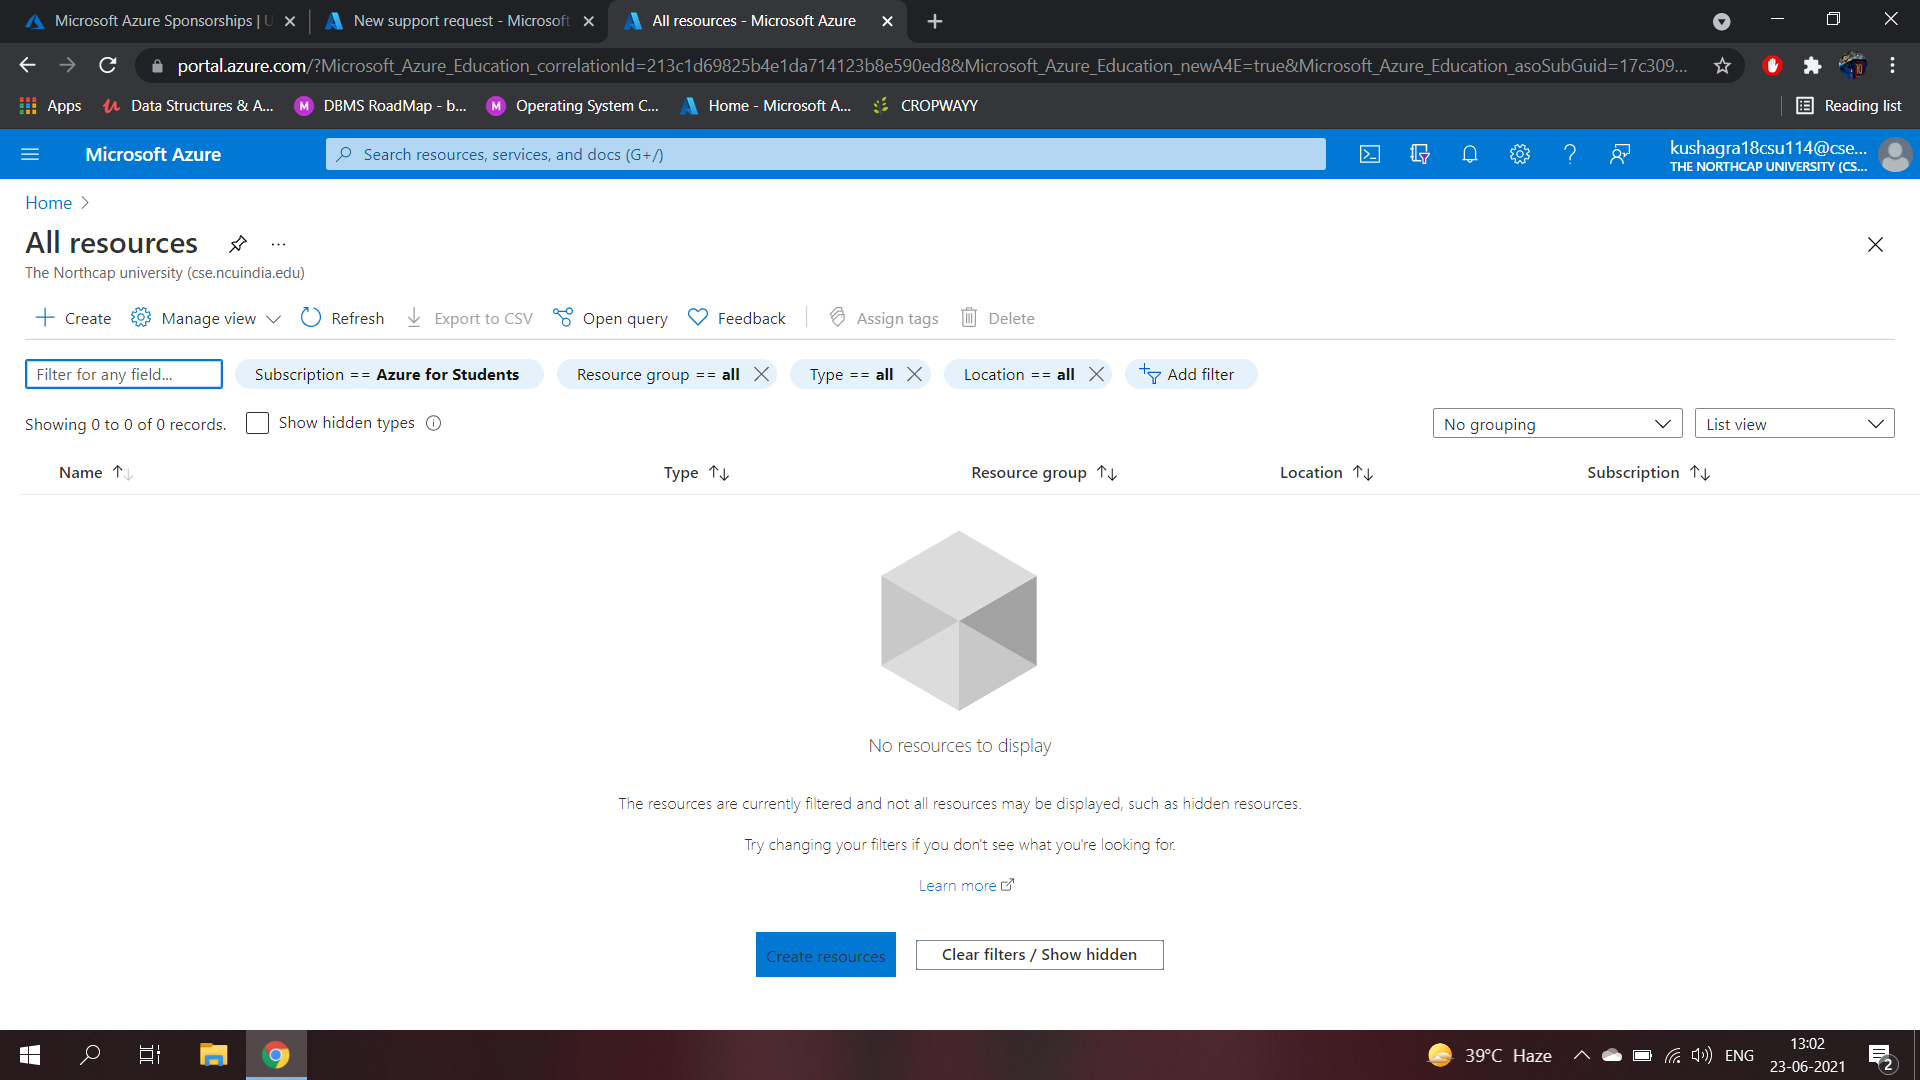 Microsoft Azure Sponsorships | U
New support request - Microsoft
All resources - Microsoft Azure
portal.azure.com/?Microsoft_Azure_Education_correlationId=213c1d69825b4e1da714123b8e590ed8&Microsoft_Azure_Education_newA4E=true&Microsoft_Azure_Education_asoSubGuid=17c309...
Apps
Data Structures & A...
M
DBMS RoadMap - b...
M
Operating System C...
Home - Microsoft A...
CROPWAYY
Reading list
Microsoft Azure
Search resources, services, and docs (G+/)
kushagra18csu114@cse...
THE NORTHCAP UNIVERSITY (CS...
Home
All resources
...
The Northcap university (cse.ncuindia.edu)
Create
Manage view
Refresh
Export to CSV
Open query
Feedback
Assign tags
Delete
Filter for any field...
Subscription == Azure for Students
Resource group == all
Type == all
Location == all
Add filter
Showing 0 to 0 of 0 records.
Show hidden types
No grouping
List view
Name
Type
Resource group
Location
Subscription
No resources to display
The resources are currently filtered and not all resources may be displayed, such as hidden resources.
Try changing your filters if you don't see what you're looking for.
Learn more
Create resources
Clear filters / Show hidden
39°C Haze
ENG
13:02
23-06-2021
2